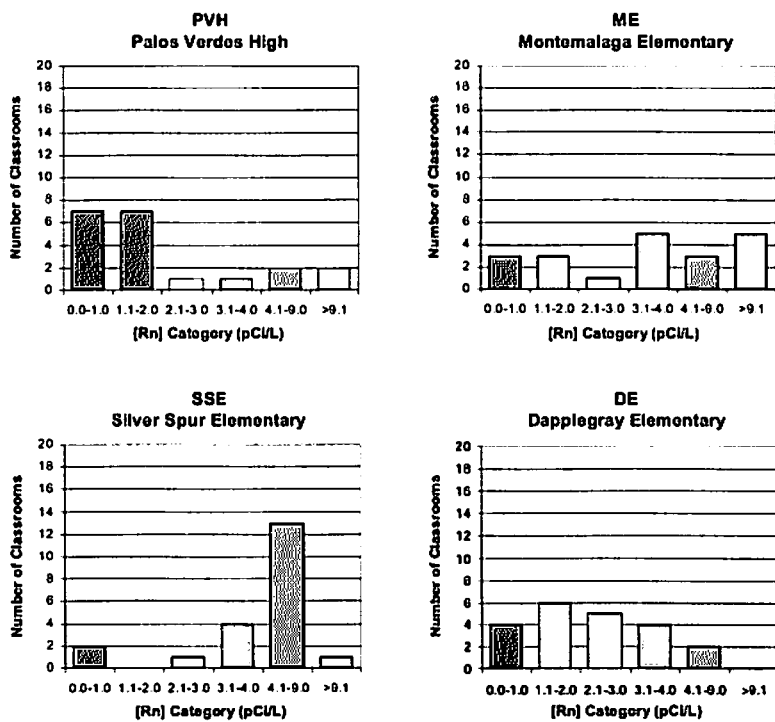 PVH
Palos Verdes High
Number of Classrooms
20
18
16
14
12
10
8
6
4
2
0
0.0-1.0 1.1-2.0 2.1-3.0 3.1-4.0 4.1-9.0 >9.1
[Rn] Category (pCi/L)
ME
Montemalaga Elementary
Number of Classrooms
20
18
16
14
12
10
8
6
4
2
0
0.0-1.0 1.1-2.0 2.1-3.0 3.1-4.0 4.1-9.0 >9.1
[Rn] Category (pCi/L)
SSE
Silver Spur Elementary
Number of Classrooms
20
18
16
14
12
10
8
6
4
2
0
0.0-1.0 1.1-2.0 2.1-3.0 3.1-4.0 4.1-9.0 >9.1
[Rn] Category (pCi/L)
DE
Dapplegray Elementary
Number of Classrooms
20
18
16
14
12
10
8
6
4
2
0
0.0-1.0 1.1-2.0 2.1-3.0 3.1-4.0 4.1-9.0 >9.1
[Rn] Category (pCi/L)